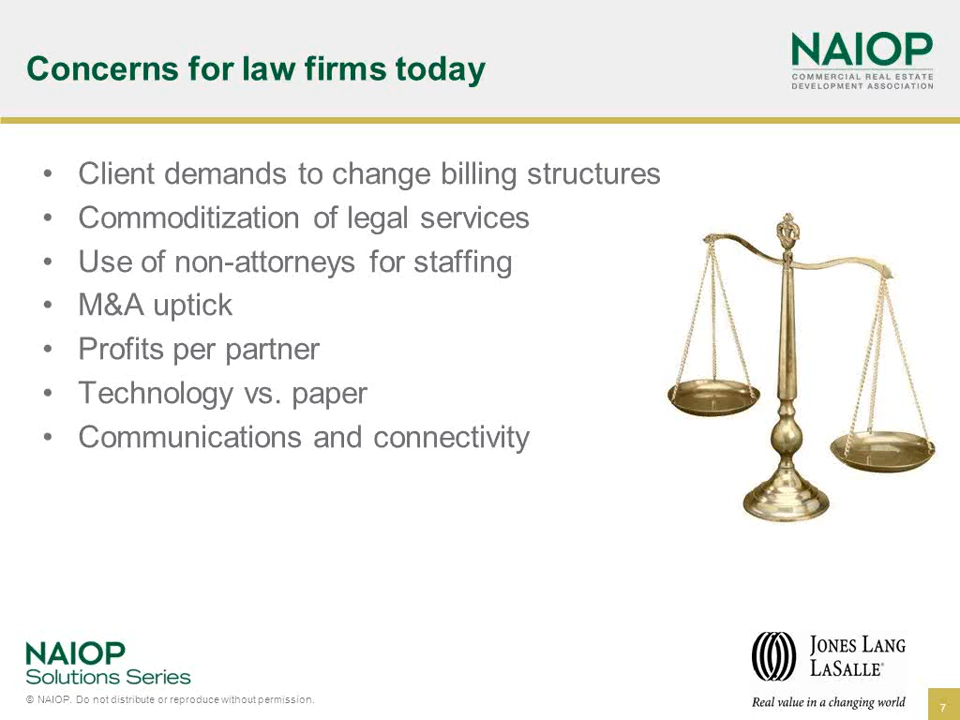 Concerns for law firms today
NAIOP
COMMERCIAL REAL ESTATE
DEVELOPMENT ASSOCIATION
• Client demands to change billing structures
• Commoditization of legal services
• Use of non-attorneys for staffing
• M&A uptick
• Profits per partner
• Technology vs. paper
• Communications and connectivity
NAIOP
Solutions Series
© NAIOP. Do not distribute or reproduce without permission.
JONES LANG
LASALLE®
Real value in a changing world
7